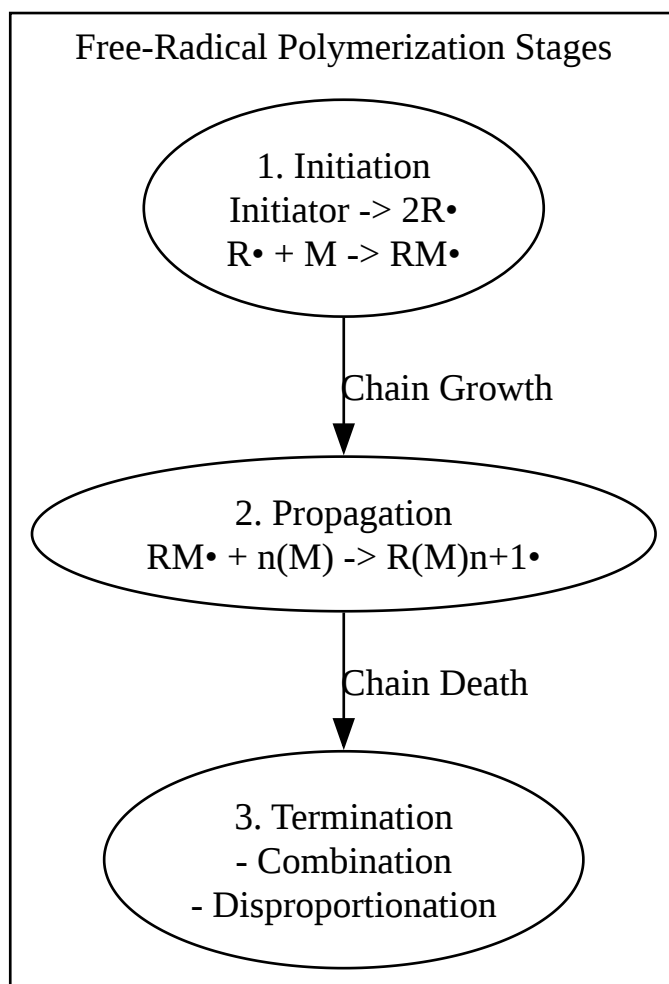 Free-Radical Polymerization Stages
1. Initiation
Initiator -> 2R•
R• + M -> RM•
Chain Growth
2. Propagation
RM• + n(M) -> R(M)n+1•
Chain Death
3. Termination
- Combination
- Disproportionation